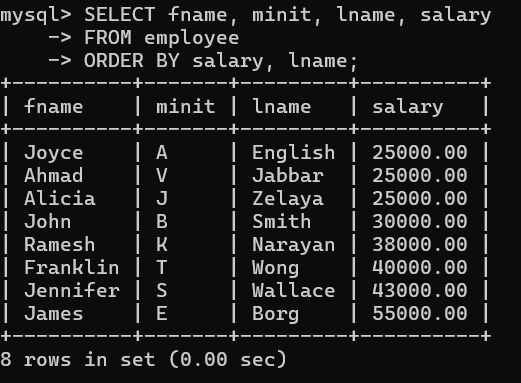 mysql> SELECT fname, minit, lname, salary
    -> FROM employee
    -> ORDER BY salary, lname;
+----------+-------+---------+----------+
| fname    | minit | lname   | salary   |
+----------+-------+---------+----------+
| Joyce    | A     | English | 25000.00 |
| Ahmad    | V     | Jabbar  | 25000.00 |
| Alicia   | J     | Zelaya  | 25000.00 |
| John     | B     | Smith   | 30000.00 |
| Ramesh   | K     | Narayan | 38000.00 |
| Franklin | T     | Wong    | 40000.00 |
| Jennifer | S     | Wallace | 43000.00 |
| James    | E     | Borg    | 55000.00 |
+----------+-------+---------+----------+
8 rows in set (0.00 sec)